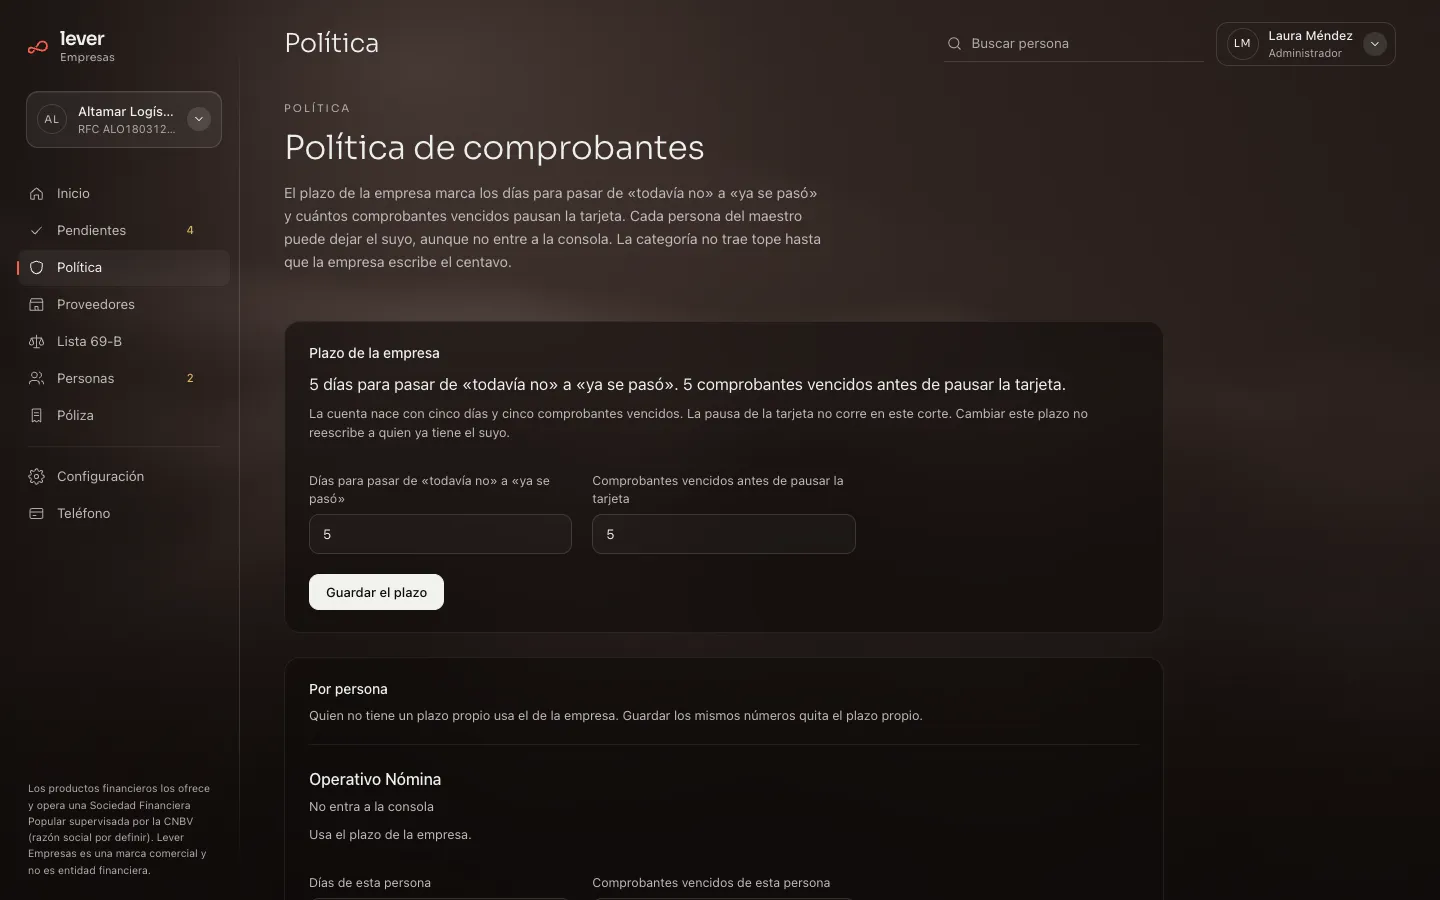 lever
Empresas
Política
Buscar persona
LM
Laura Méndez
Administrador
AL
Altamar Logís...
RFC ALO180312...
Inicio
Pendientes 4
Política
Proveedores
Lista 69-B
Personas 2
Póliza
Configuración
Teléfono
Los productos financieros los ofrece
y opera una Sociedad Financiera
Popular supervisada por la CNBV
(razón social por definir). Lever
Empresas es una marca comercial y
no es entidad financiera.
POLÍTICA
Política de comprobantes
El plazo de la empresa marca los días para pasar de «todavía no» a «ya se pasó»
y cuántos comprobantes vencidos pausan la tarjeta. Cada persona del maestro
puede dejar el suyo, aunque no entre a la consola. La categoría no trae tope hasta
que la empresa escribe el centavo.
Plazo de la empresa
5 días para pasar de «todavía no» a «ya se pasó». 5 comprobantes vencidos antes de pausar la tarjeta.
La cuenta nace con cinco días y cinco comprobantes vencidos. La pausa de la tarjeta no corre en este corte. Cambiar este plazo no
reescribe a quien ya tiene el suyo.
Días para pasar de «todavía no» a «ya se
pasó»
5
Comprobantes vencidos antes de pausar la
tarjeta
5
Guardar el plazo
Por persona
Quien no tiene un plazo propio usa el de la empresa. Guardar los mismos números quita el plazo propio.
Operativo Nómina
No entra a la consola
Usa el plazo de la empresa.
Días de esta persona
Comprobantes vencidos de esta persona